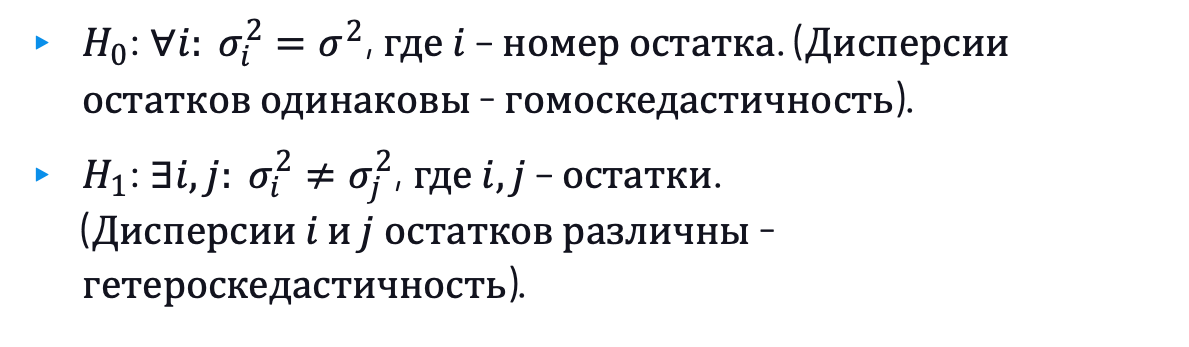 H₀: ∀i: σᵢ² = σ², где i – номер остатка. (Дисперсии
остатков одинаковы – гомоскедастичность).
H₁: ∃i, j: σᵢ² ≠ σⱼ², где i, j – остатки.
(Дисперсии i и j остатков различны –
гетероскедастичность).